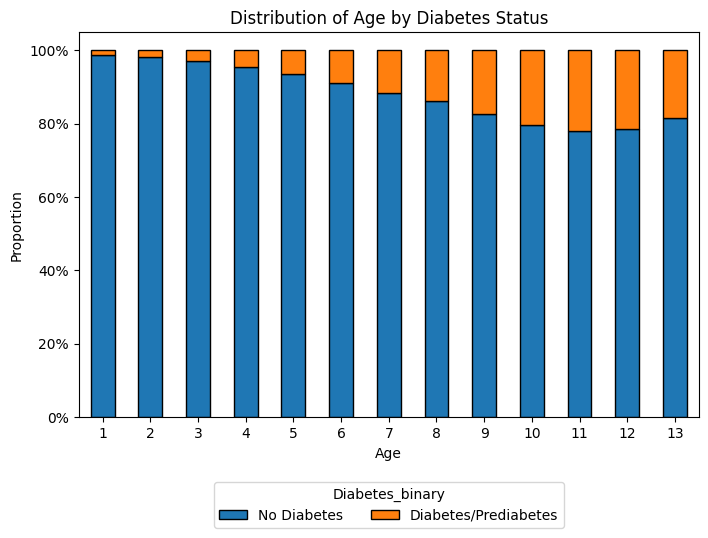 Distribution of Age by Diabetes Status
100%
80%
60%
40%
20%
0%
Proportion
1 2 3 4 5 6 7 8 9 10 11 12 13
Age
Diabetes_binary
No Diabetes Diabetes/Prediabetes